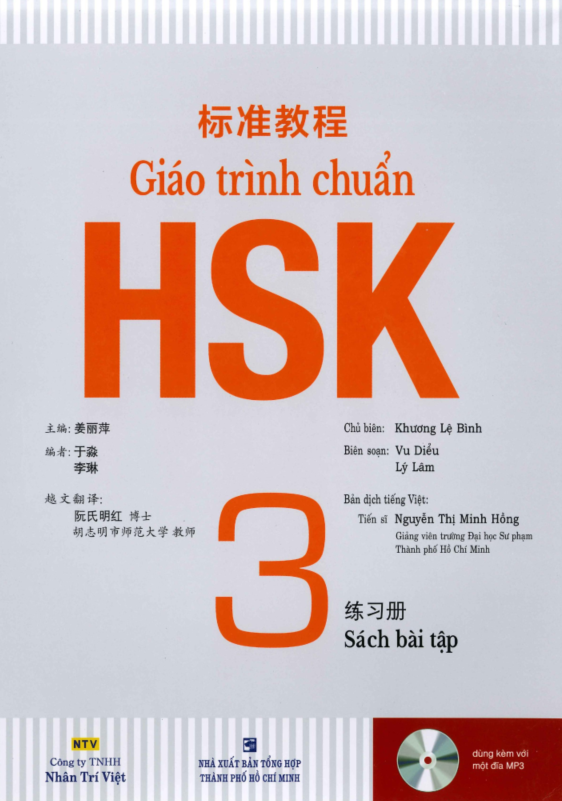 标准教程
Giáo trình chuẩn
HSK
主编: 姜丽萍
编者: 于淼
李琳
越文翻译:
阮氏明红 博士
胡志明市师范大学 教师
Chủ biên: Khương Lệ Bình
Biên soạn: Vu Diểu
Lý Lâm
Bản dịch tiếng Việt:
Tiến sĩ Nguyễn Thị Minh Hồng
Giảng viên trường Đại học Sư phạm
Thành phố Hồ Chí Minh
3
练习册
Sách bài tập
NTV
Công ty TNHH
Nhân Trí Việt
NHÀ XUẤT BẢN TỔNG HỢP
THÀNH PHỐ HỒ CHÍ MINH
dùng kèm với
một đĩa MP3